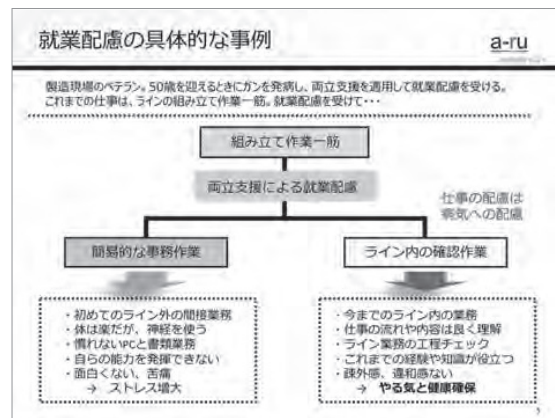 就業配慮の具体的な事例
a-ru
製造現場のベテラン。50歳を迎えるときにガンを発病し、両立支援を適用して就業配慮を受ける。
これまでの仕事は、ラインの組み立て作業一筋。就業配慮を受けて・・・
組み立て作業一筋
両立支援による就業配慮
仕事の配慮は
病気への配慮
簡易的な事務作業
ライン内の確認作業
・初めてのライン外の間接業務
・体は楽だが、神経を使う
・慣れないPCと書類業務
・自らの能力を発揮できない
・面白くない、苦痛
→ ストレス増大
・今までのライン内の業務
・仕事の流れや内容は良く理解
・ライン業務の工程チェック
・これまでの経験や知識が役立つ
・疎外感、違和感ない
→ やる気と健康確保